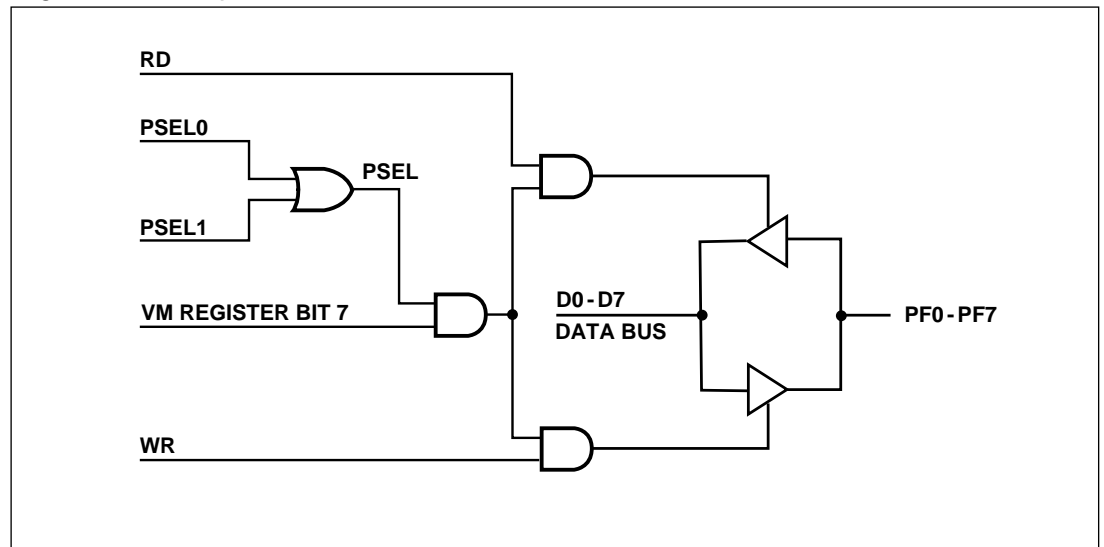 RD
PSEL0
PSEL
PSEL1
D0-D7
VM REGISTER BIT 7
PF0-PF7
DATA BUS
WR